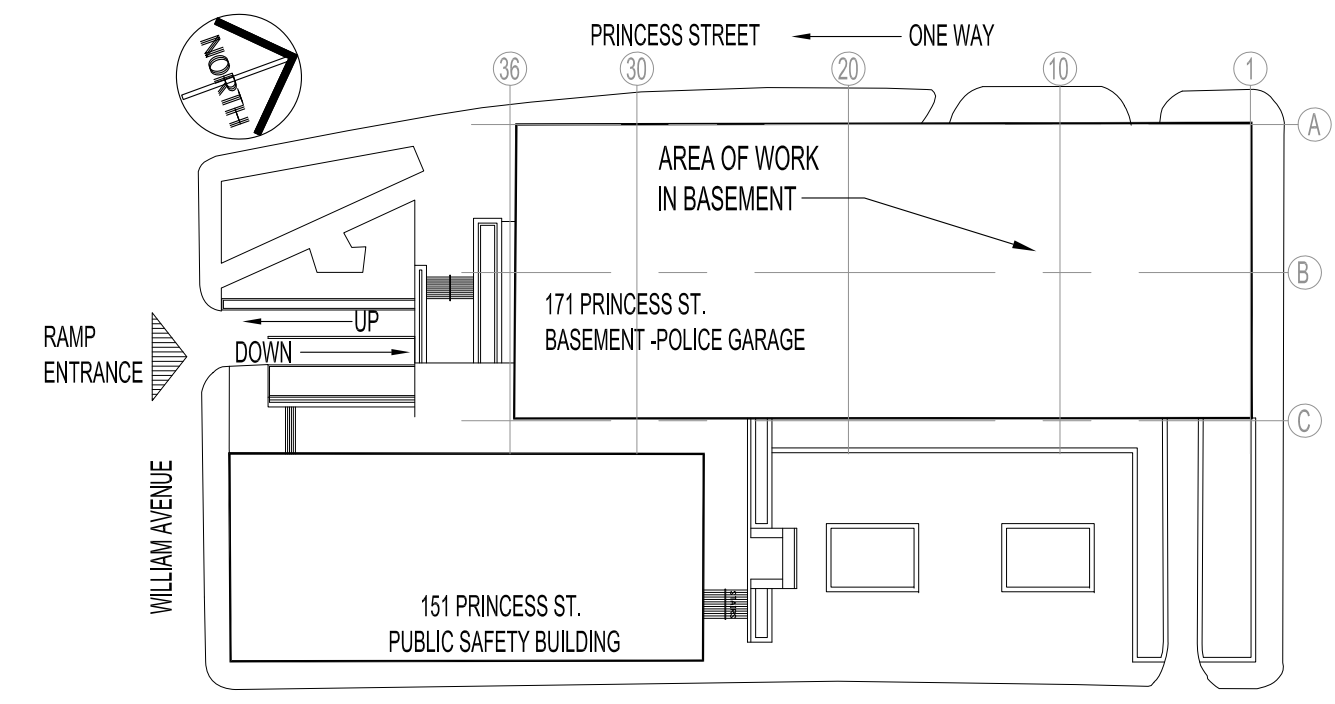 PRINCESS STREET
ONE WAY
NORTH
36
30
20
10
1
A
AREA OF WORK
IN BASEMENT
B
171 PRINCESS ST.
BASEMENT -POLICE GARAGE
UP
DOWN
RAMP
ENTRANCE
C
WILLIAM AVENUE
STAIRS
151 PRINCESS ST.
PUBLIC SAFETY BUILDING